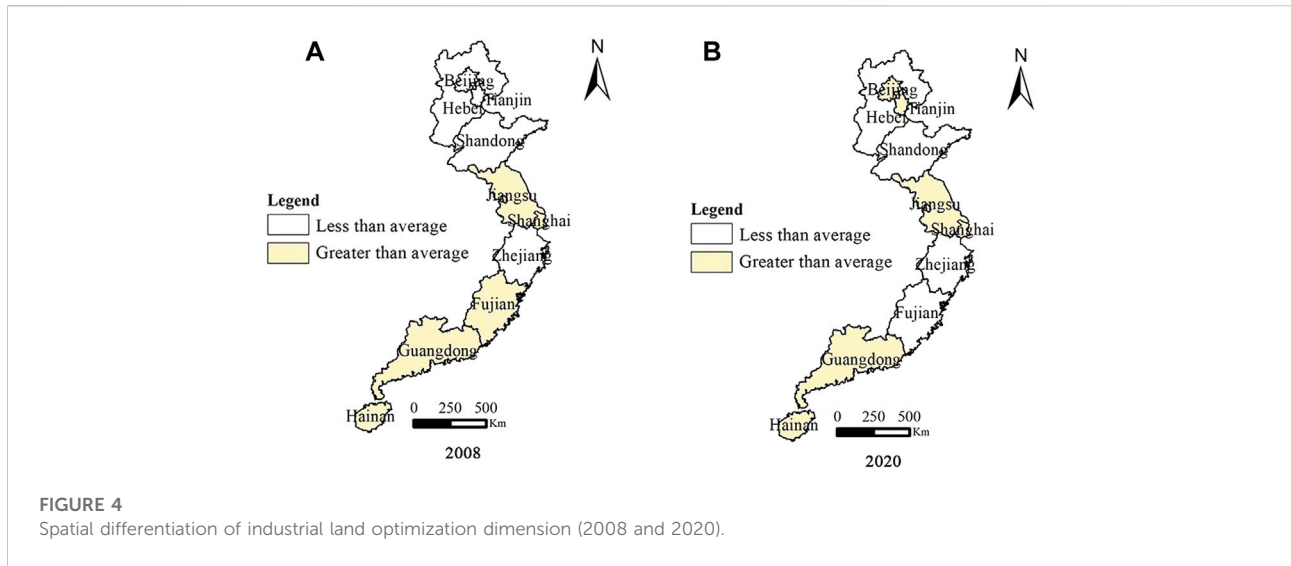 A
N
Beijing
Tianjin
Hebei
Shandong
Jiangsu
Shanghai
Zhejiang
Fujian
Guangdong
Hainan
Legend
Less than average
Greater than average
0 250 500
Km
2008
B
N
Beijing
Tianjin
Hebei
Shandong
Jiangsu
Shanghai
Zhejiang
Fujian
Guangdong
Hainan
Legend
Less than average
Greater than average
0 250 500
Km
2020
FIGURE 4
Spatial differentiation of industrial land optimization dimension (2008 and 2020).